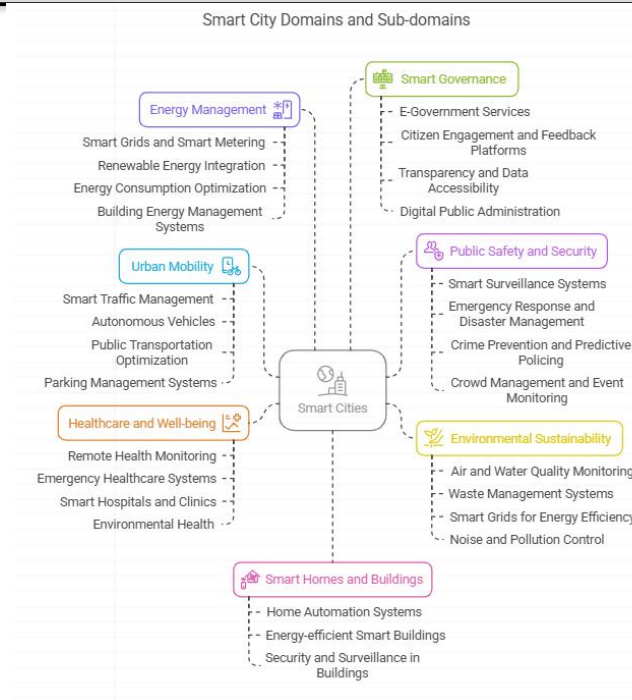 Smart City Domains and Sub-domains
Energy Management
Smart Grids and Smart Metering
Renewable Energy Integration
Energy Consumption Optimization
Building Energy Management
Systems
Urban Mobility
Smart Traffic Management
Autonomous Vehicles
Public Transportation
Optimization
Parking Management Systems
Healthcare and Well-being
Remote Health Monitoring
Emergency Healthcare Systems
Smart Hospitals and Clinics
Environmental Health
Smart Cities
Smart Governance
E-Government Services
Citizen Engagement and Feedback
Platforms
Transparency and Data
Accessibility
Digital Public Administration
Public Safety and Security
Smart Surveillance Systems
Emergency Response and
Disaster Management
Crime Prevention and Predictive
Policing
Crowd Management and Event
Monitoring
Environmental Sustainability
Air and Water Quality Monitoring
Waste Management Systems
Smart Grids for Energy Efficiency
Noise and Pollution Control
Smart Homes and Buildings
Home Automation Systems
Energy-efficient Smart Buildings
Security and Surveillance in
Buildings